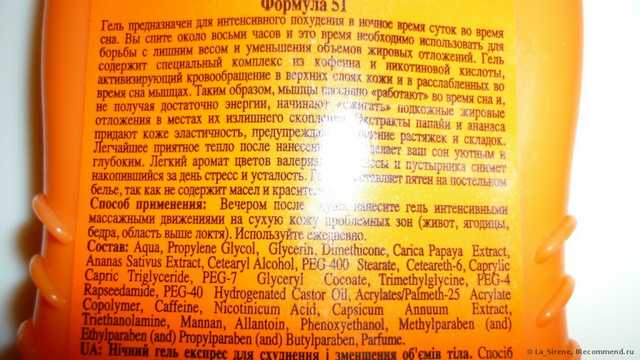 Формула 51
Гель предназначен для интенсивного похудения в ночное время суток во время
сна. Вы спите около восьми часов и это время необходимо использовать для
борьбы с лишним весом и уменьшения объемов жировых отложений. Гель
содержит специальный комплекс из кофеина и никотиновой кислоты,
активизирующий кровообращение в верхних слоях кожи и в расслабленных во
время сна мышцах. Таким образом, мышцы «работают» во время сна и,
не получая достаточно энергии, начинают «сжигать» подкожные жировые
отложения в местах их излишнего скопления. Экстракты папайи и ананаса
придают коже эластичность, растяжек и складок.
Легчайшее приятное тепло после ваш сон уютным и
глубоким. Легкий аромат цветов и пустырника снимет
накопившийся за день стресс и усталость. пятен на постельном
белье, так как не содержит масел и
Способ применения: Вечером после нанесите гель интенсивными
массажными движениями на сухую кожу проблемных зон (живот, ягодицы,
бедра, область выше локтя). Используйте ежедневно.
Состав: Aqua, Propylene Glycol, Glycerin, Dimethicone, Carica Papaya Extract,
Ananas Sativus Extract, Cetearyl Alcohol, PEG-400 Stearate, Ceteareth-6, Caprylic
Capric Triglyceride, PEG-7 Glyceryl Cocoate, Trimethylglycine, PEG-4
Rapseedamide, PEG-40 Hydrogenated Castor Oil, Acrylates/Palmeth-25 Acrylate
Copolymer, Caffeine, Nicotinicum Acid, Capsicum Annuum Extract,
Triethanolamine, Mannan, Allantoin, Phenoxyethanol, Methylparaben (and)
Ethylparaben (and) Propylparaben (and) Butylparaben, Parfume.
UA: Нічний гель експрес для схуднення і зменшення об'ємів тіла. Спосіб
© La_Sirena, IRecommend.ru